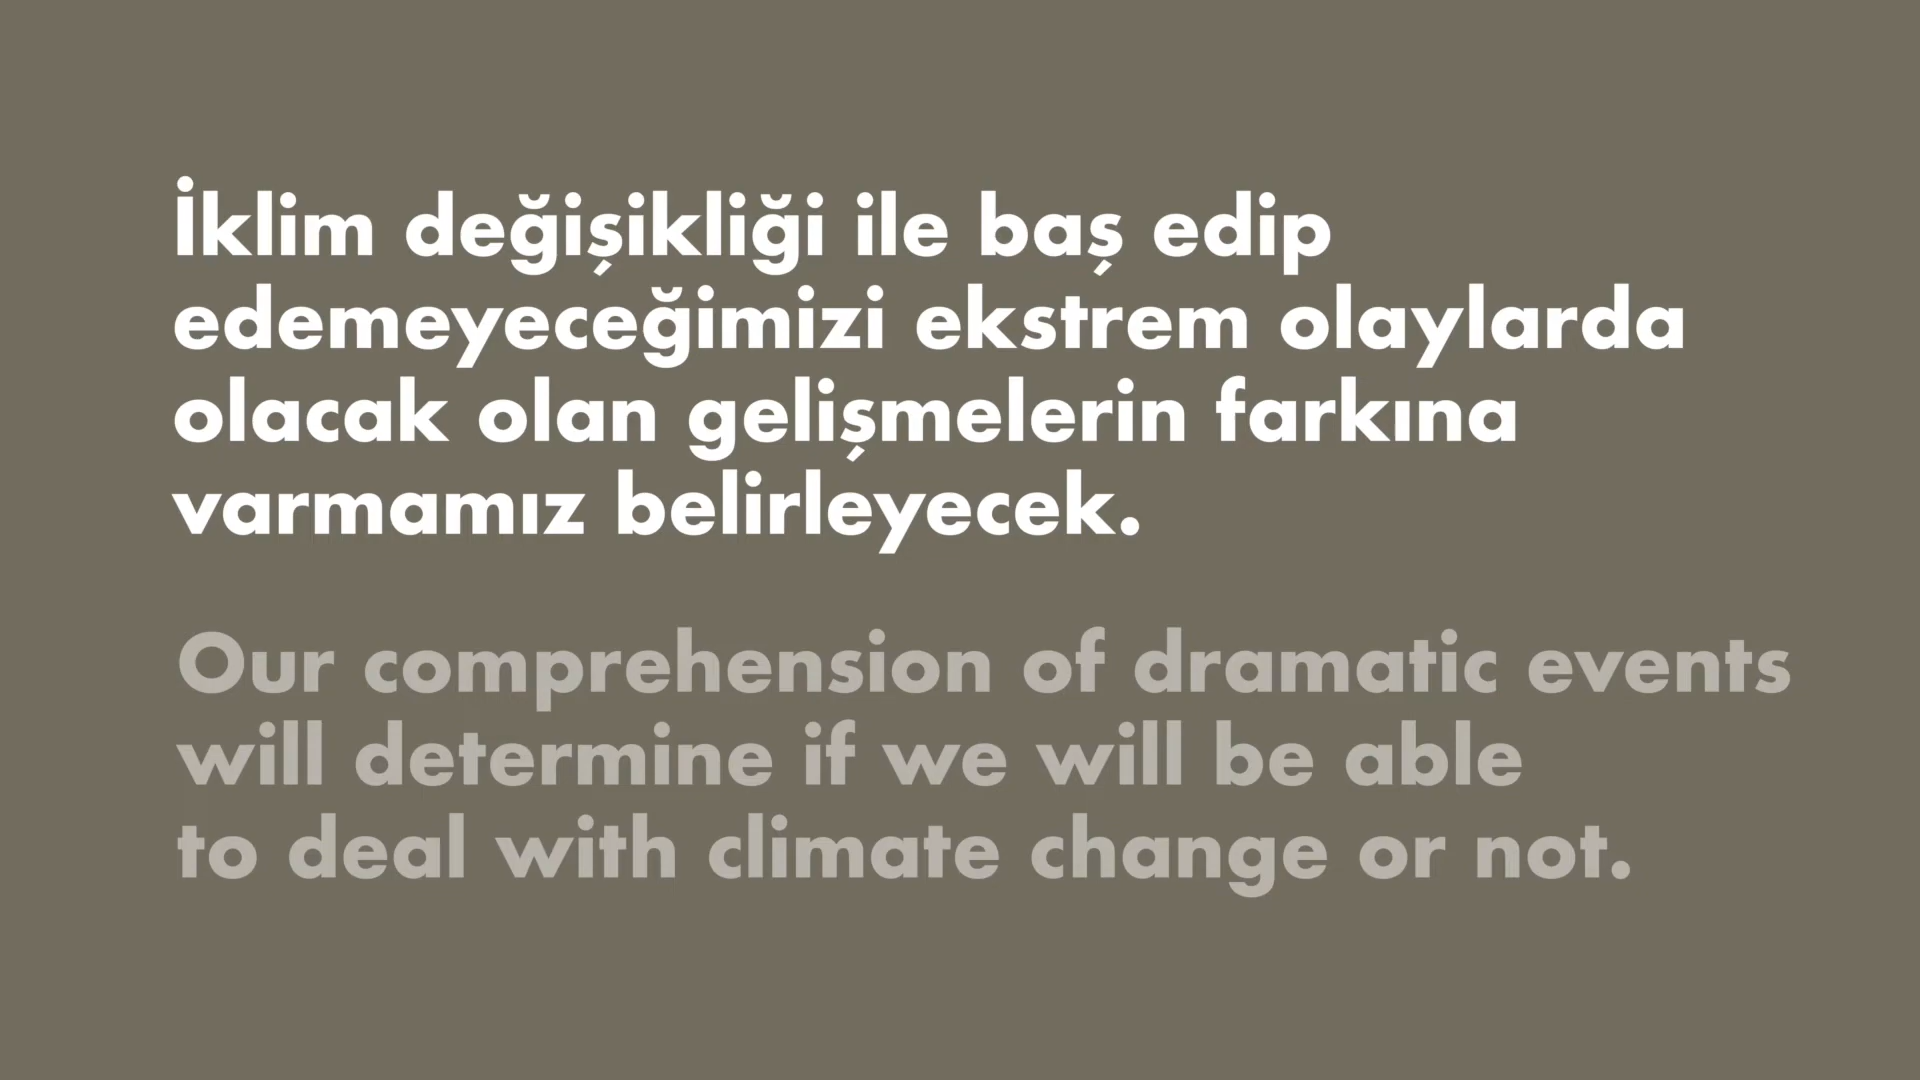 İklim değişikliği ile baş edip
edemeyeceğimizi ekstrem olaylarda
olacak olan gelişmelerin farkına
varmamız belirleyecek.
Our comprehension of dramatic events
will determine if we will be able
to deal with climate change or not.